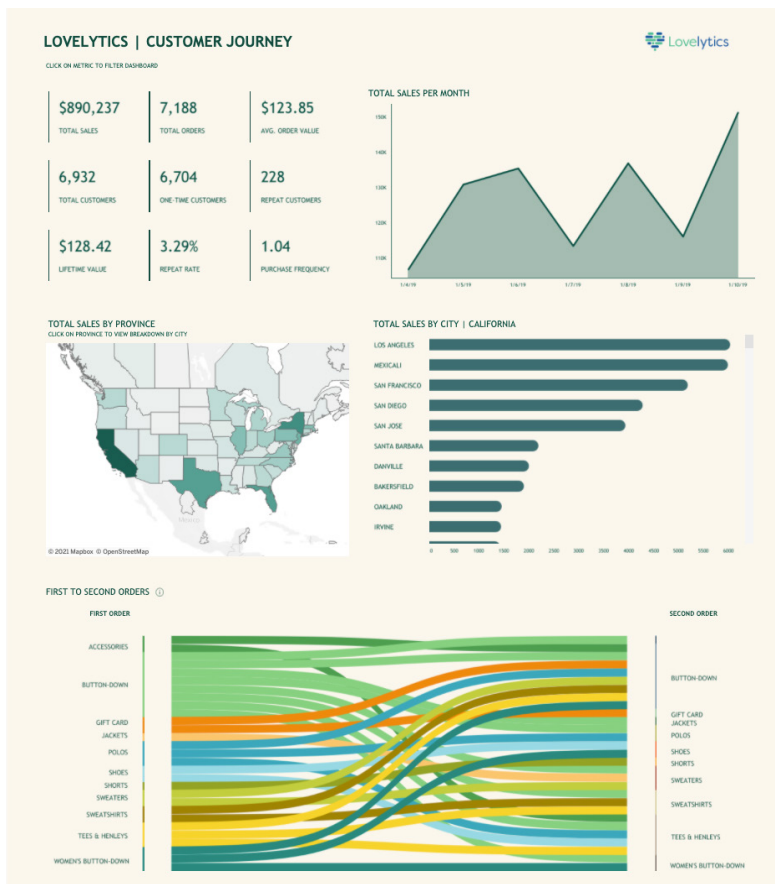 LOVELYTICS | CUSTOMER JOURNEY
Lovelytics
CLICK ON METRIC TO FILTER DASHBOARD
$890,237
TOTAL SALES
7,188
TOTAL ORDERS
$123.85
AVG. ORDER VALUE
6,932
TOTAL CUSTOMERS
6,704
ONE-TIME CUSTOMERS
228
REPEAT CUSTOMERS
$128.42
LIFETIME VALUE
3.29%
REPEAT RATE
1.04
PURCHASE FREQUENCY
TOTAL SALES PER MONTH
150K
140K
130K
120K
110K
1/4/19
1/5/19
1/6/19
1/7/19
1/8/19
1/9/19
1/10/19
TOTAL SALES BY PROVINCE
CLICK ON PROVINCE TO VIEW BREAKDOWN BY CITY
Mexico
© 2021 Mapbox © OpenStreetMap
TOTAL SALES BY CITY | CALIFORNIA
LOS ANGELES
MEXICALI
SAN FRANCISCO
SAN DIEGO
SAN JOSE
SANTA BARBARA
DANVILLE
BAKERSFIELD
OAKLAND
IRVINE
0 500 1000 1500 2000 2500 3000 3500 4000 4500 5000 5500 6000
FIRST TO SECOND ORDERS
FIRST ORDER
ACCESSORIES
BUTTON-DOWN
GIFT CARD
JACKETS
POLOS
SHOES
SHORTS
SWEATERS
SWEATSHIRTS
TEES & HENLEYS
WOMEN'S BUTTON-DOWN
SECOND ORDER
BUTTON-DOWN
GIFT CARD
JACKETS
POLOS
SHOES
SHORTS
SWEATERS
SWEATSHIRTS
TEES & HENLEYS
WOMEN'S BUTTON-DOWN